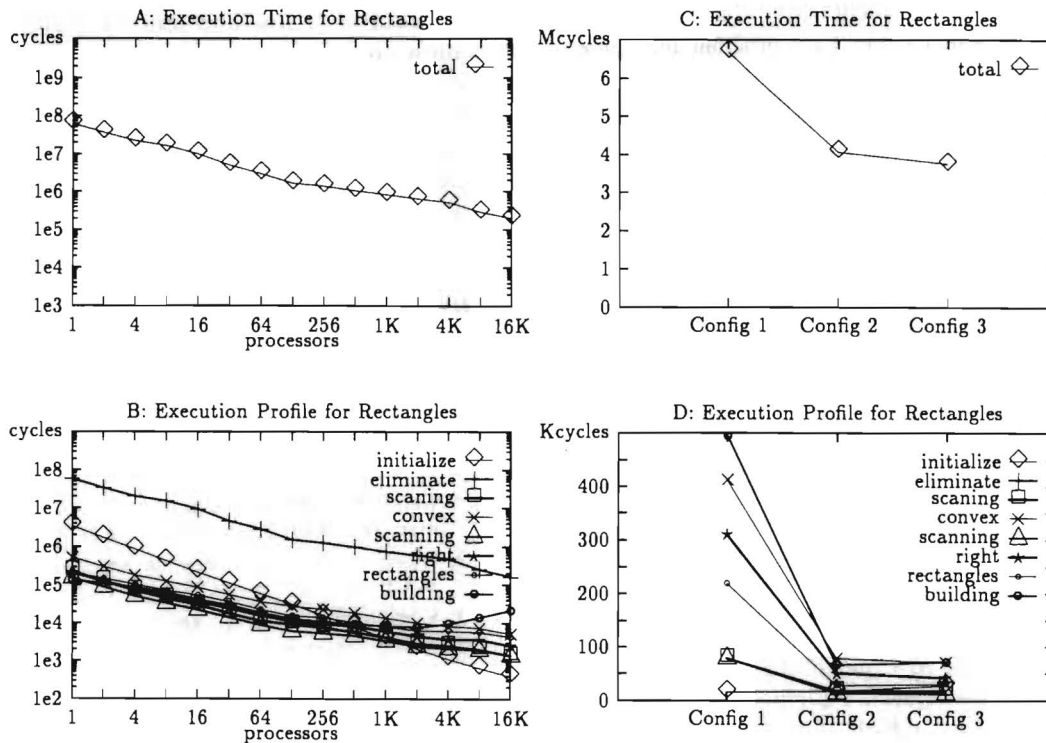 A: Execution Time for Rectangles
cycles
total
1e9
1e8
1e7
1e6
1e5
1e4
1e3
1 4 16 64 256 1K 4K 16K
processors
C: Execution Time for Rectangles
Mcycles
total
6
5
4
3
2
1
0
Config 1 Config 2 Config 3
B: Execution Profile for Rectangles
cycles
initialize
eliminate
scaning
convex
scanning
right
rectangles
building
1e8
1e7
1e6
1e5
1e4
1e3
1e2
1 4 16 64 256 1K 4K 16K
processors
D: Execution Profile for Rectangles
Kcycles
initialize
eliminate
scaning
convex
scanning
right
rectangles
building
400
300
200
100
0
Config 1 Config 2 Config 3